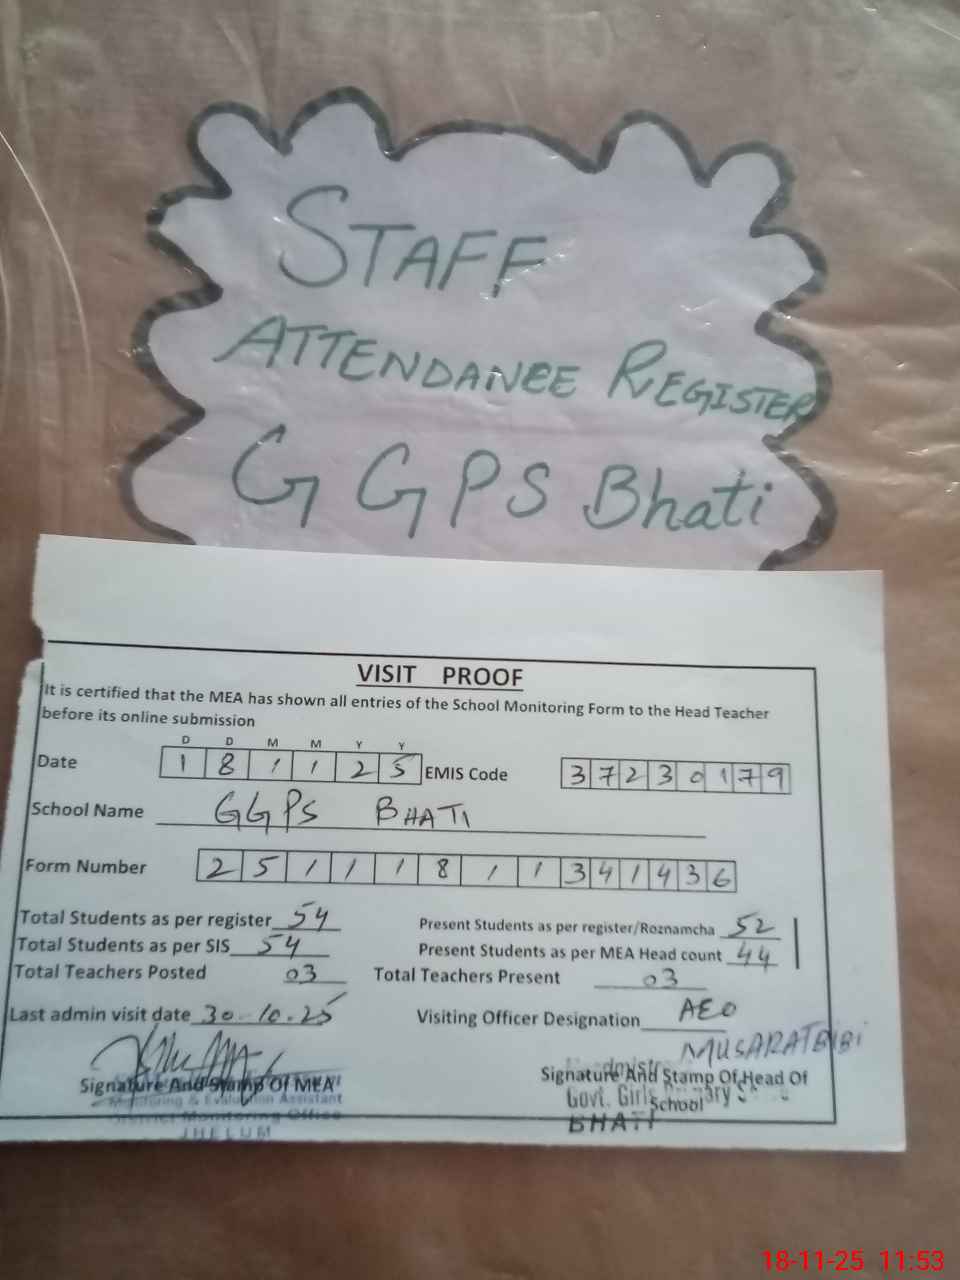 STAFF
ATTENDANCE REGISTER
GGPS Bhati
VISIT PROOF
It is certified that the MEA has shown all entries of the School Monitoring Form to the Head Teacher
before its online submission
D D M M Y Y
Date 1 8 1 1 2 5 EMIS Code 3 7 2 3 0 1 7 9
School Name GGPS BHATI
Form Number 2 5 1 1 1 8 1 1 3 4 1 4 3 6
Total Students as per register 54 Present Students as per register/Roznamcha 52
Total Students as per SIS 54 Present Students as per MEA Head count 44
Total Teachers Posted 03 Total Teachers Present 03
Last admin visit date 30-10-25 Visiting Officer Designation AEO
MUSARAT BIBI
Signature And Stamp Of MEA Signature And Stamp Of Head Of
School
Monitoring & Evaluation Assistant Govt. Girls Primary
District Monitoring Office BHATI
JHELUM
18-11-25 11:53